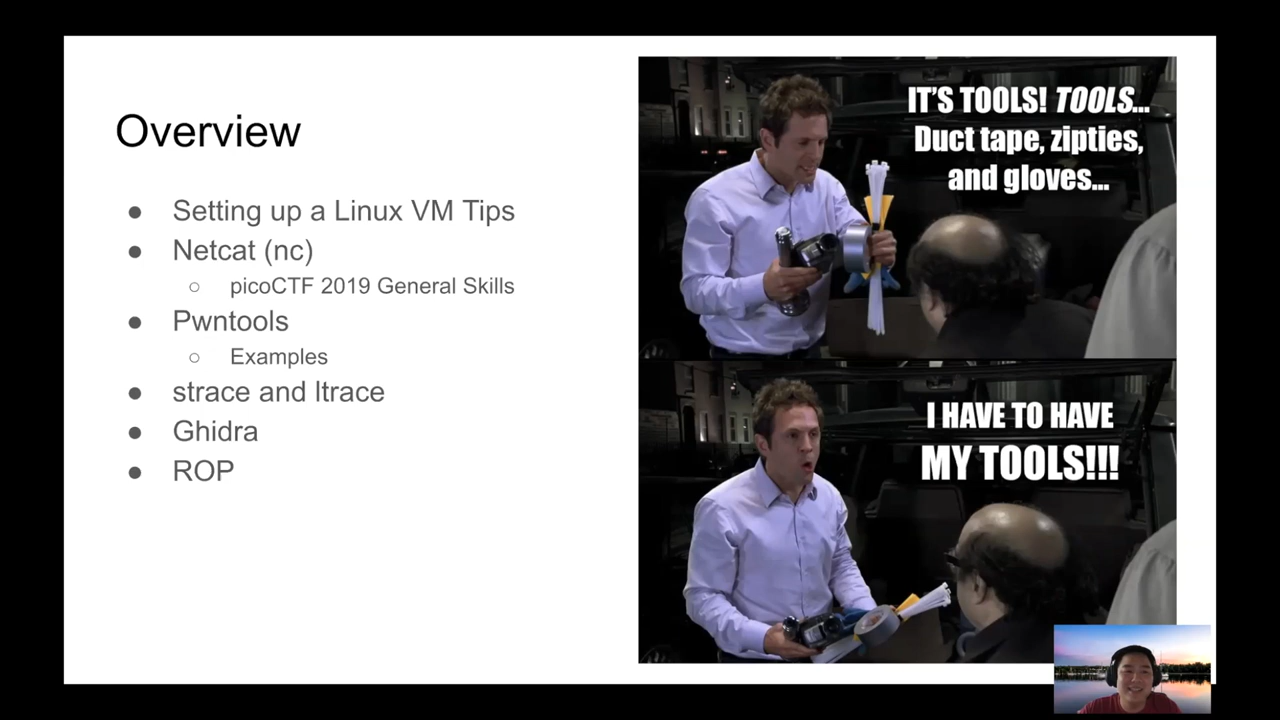 Overview
● Setting up a Linux VM Tips
● Netcat (nc)
○ picoCTF 2019 General Skills
● Pwntools
○ Examples
● strace and ltrace
● Ghidra
● ROP
IT'S TOOLS! TOOLS...
Duct tape, zipties,
and gloves...
I HAVE TO HAVE
MY TOOLS!!!